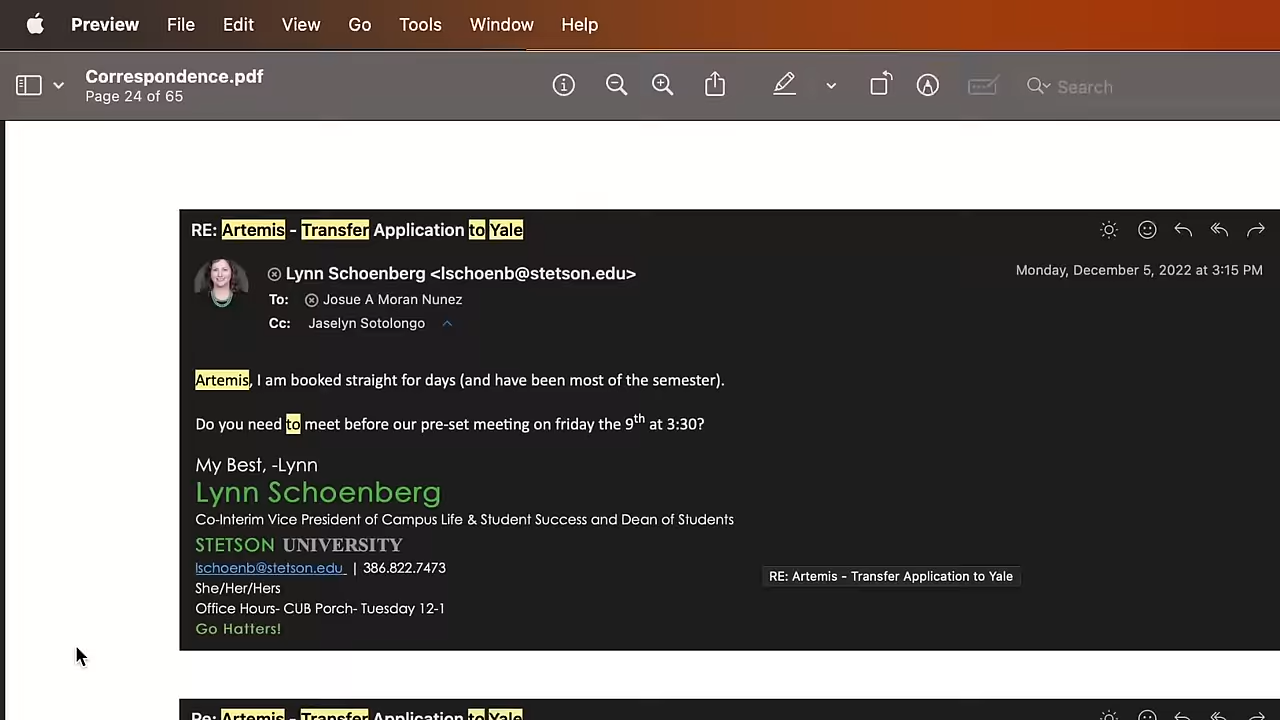 Preview File Edit View Go Tools Window Help
Correspondence.pdf
Page 24 of 65
Search
RE: Artemis - Transfer Application to Yale
Lynn Schoenberg <lschoenb@stetson.edu>
Monday, December 5, 2022 at 3:15 PM
To: Josue A Moran Nunez
Cc: Jaselyn Sotolongo
Artemis, I am booked straight for days (and have been most of the semester).
Do you need to meet before our pre-set meeting on friday the 9th at 3:30?
My Best, -Lynn
Lynn Schoenberg
Co-Interim Vice President of Campus Life & Student Success and Dean of Students
STETSON UNIVERSITY
lschoenb@stetson.edu | 386.822.7473
RE: Artemis - Transfer Application to Yale
She/Her/Hers
Office Hours- CUB Porch- Tuesday 12-1
Go Hatters!
Re: Artemis - Transfer Application to Yale